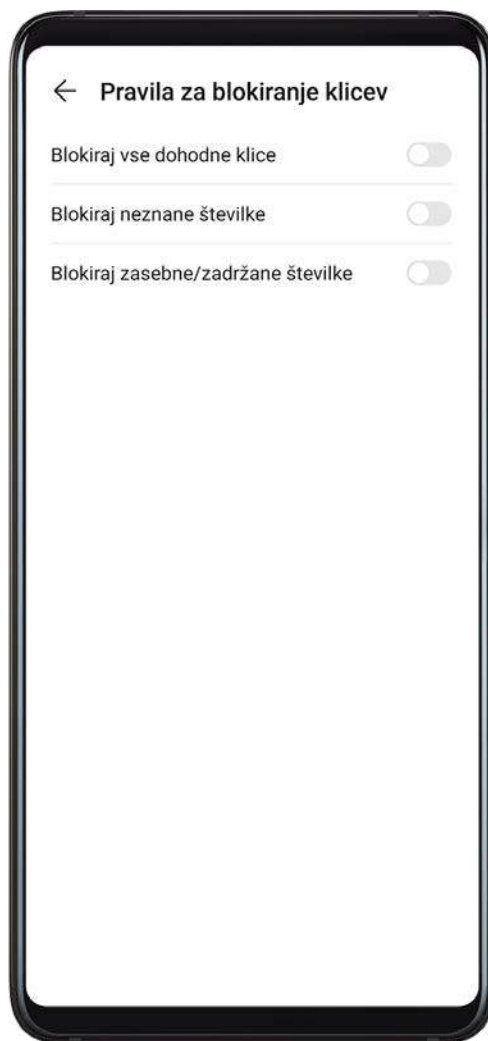 Pravila za blokiranje klicev
Blokiraj vse dohodne klice
Blokiraj neznane številke
Blokiraj zasebne/zadržane številke